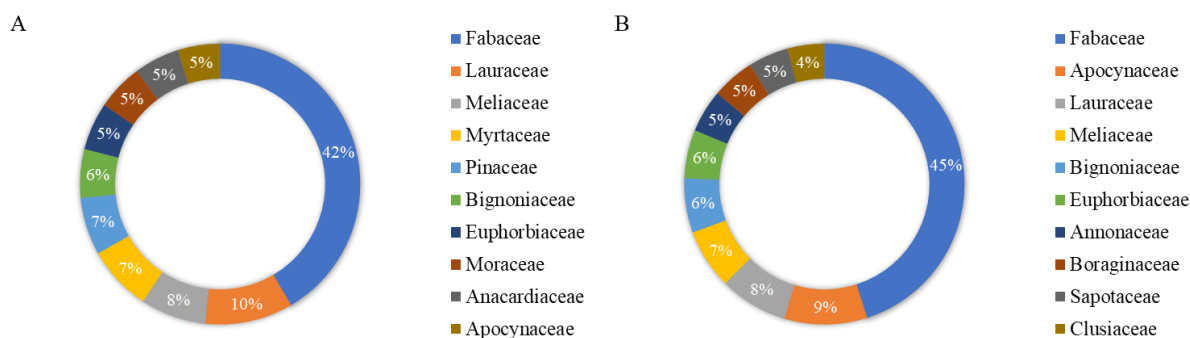 A
Fabaceae
Lauraceae
Meliaceae
Myrtaceae
Pinaceae
Bignoniaceae
Euphorbiaceae
Moraceae
Anacardiaceae
Apocynaceae
42%
10%
8%
7%
7%
6%
5%
5%
5%
5%
B
Fabaceae
Apocynaceae
Lauraceae
Meliaceae
Bignoniaceae
Euphorbiaceae
Annonaceae
Boraginaceae
Sapotaceae
Clusiaceae
45%
9%
8%
7%
6%
6%
5%
5%
5%
4%